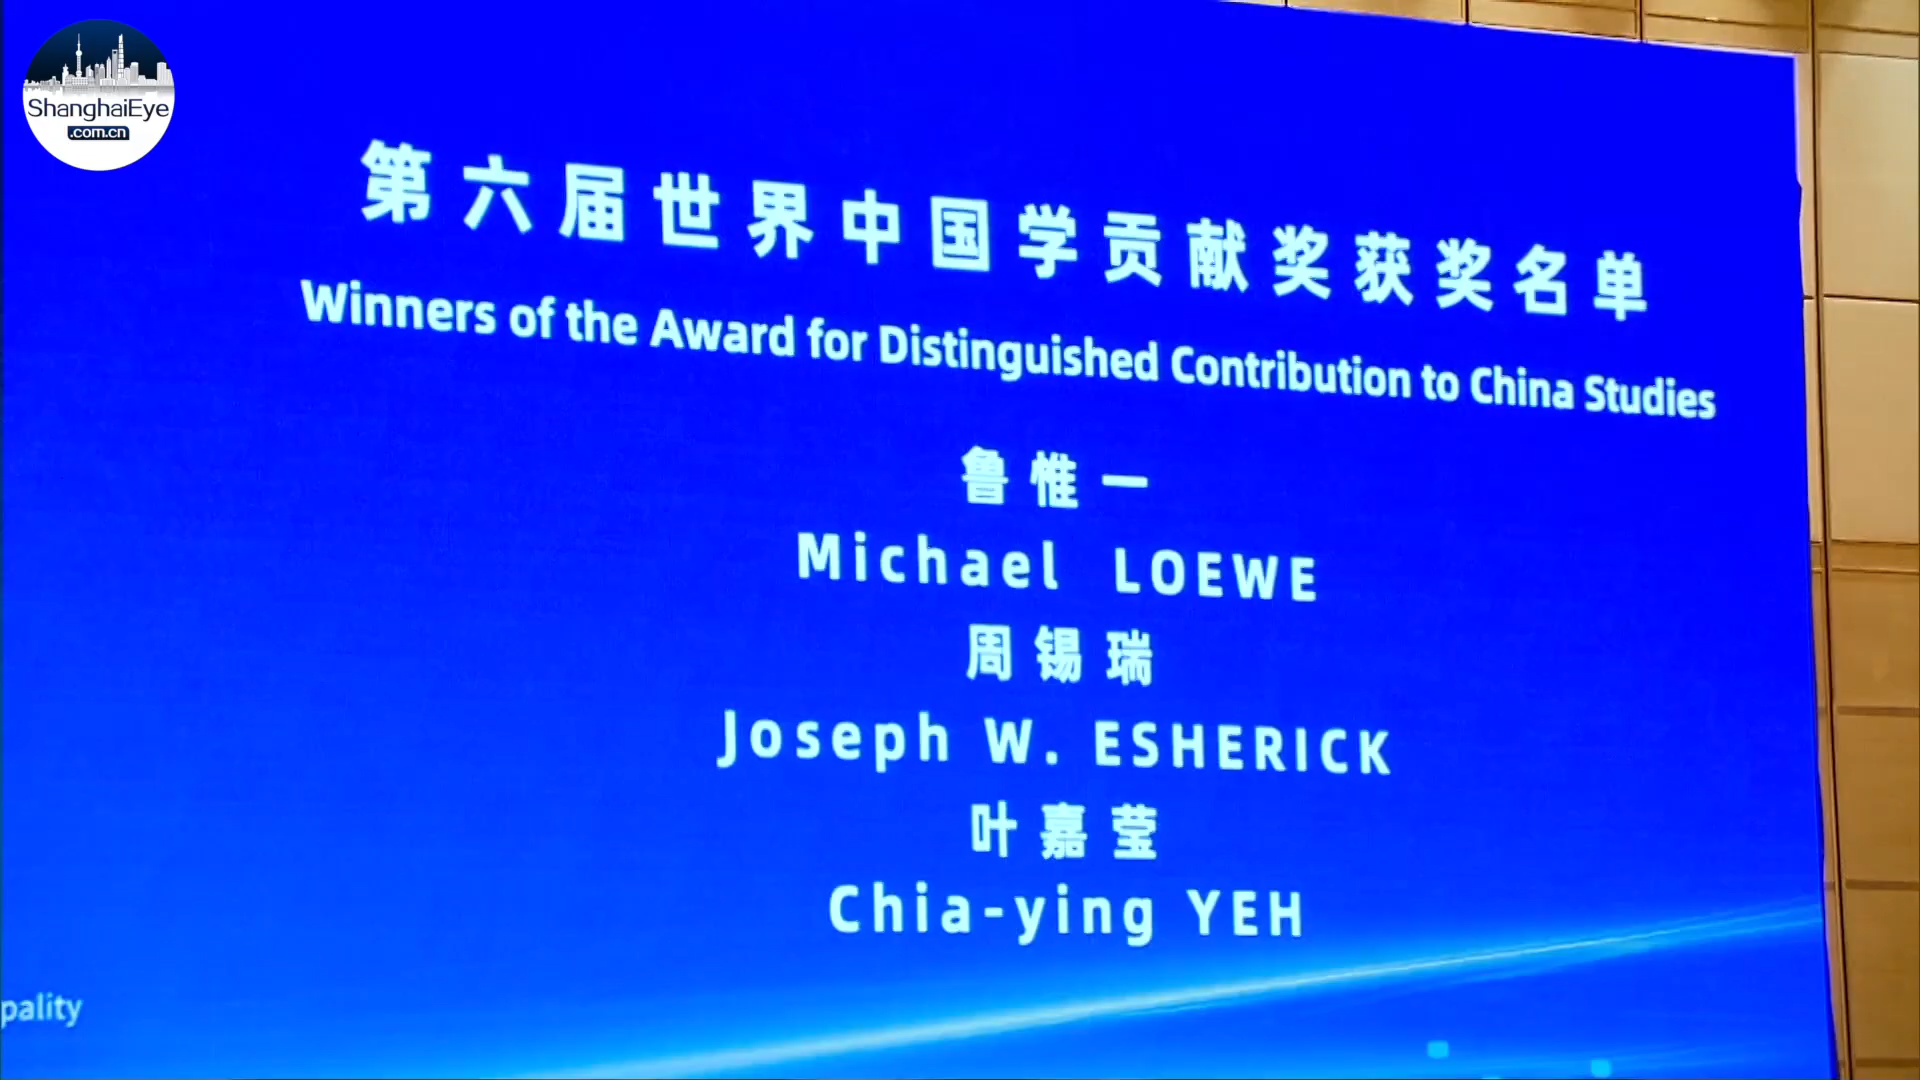 ShanghaiEye
.com.cn
第六届世界中国学贡献奖获奖名单
Winners of the Award for Distinguished Contribution to China Studies
鲁惟一
Michael LOEWE
周锡瑞
Joseph W. ESHERICK
叶嘉莹
Chia-ying YEH
pality